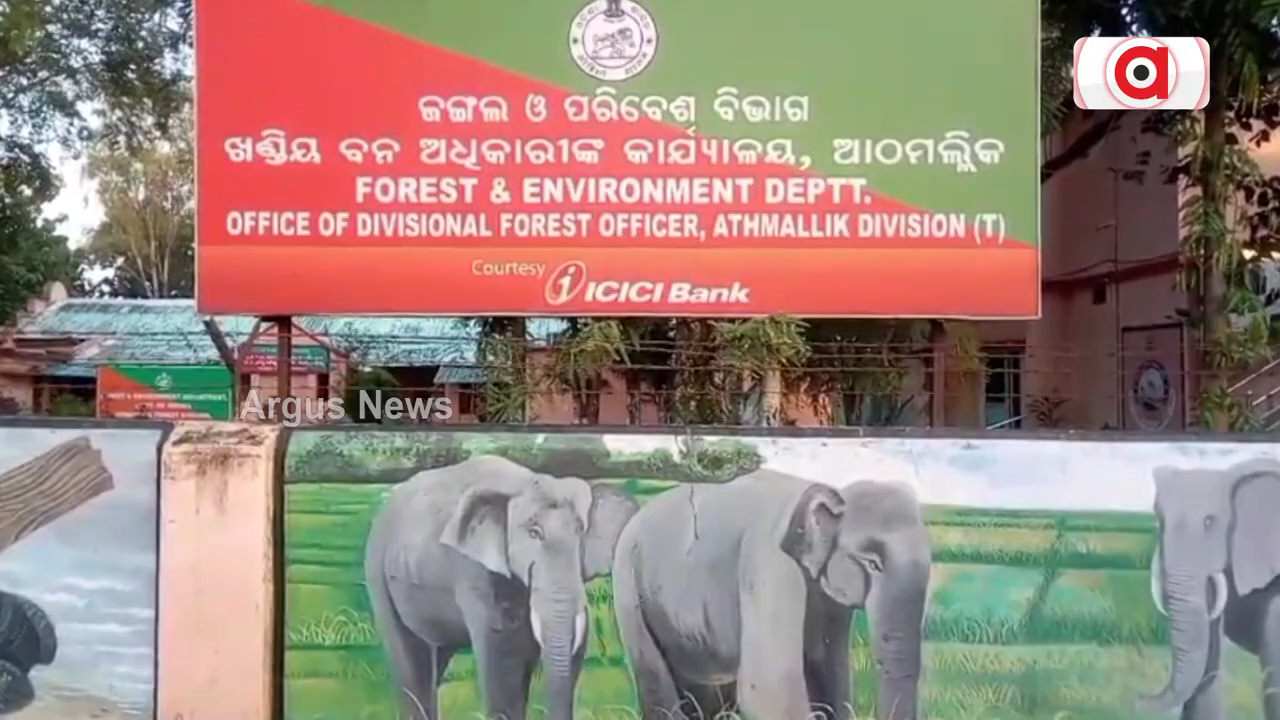 ଜଙ୍ଗଲ ଓ ପରିବେଶ ବିଭାଗ
ଖଣ୍ଡିୟ ବନ ଅଧିକାରୀଙ୍କ କାର୍ଯ୍ୟାଳୟ, ଆଠମଲ୍ଲିକ
FOREST & ENVIRONMENT DEPTT.
OFFICE OF DIVISIONAL FOREST OFFICER, ATHMALLIK DIVISION (T)
Courtesy ICICI Bank
a
Argus News